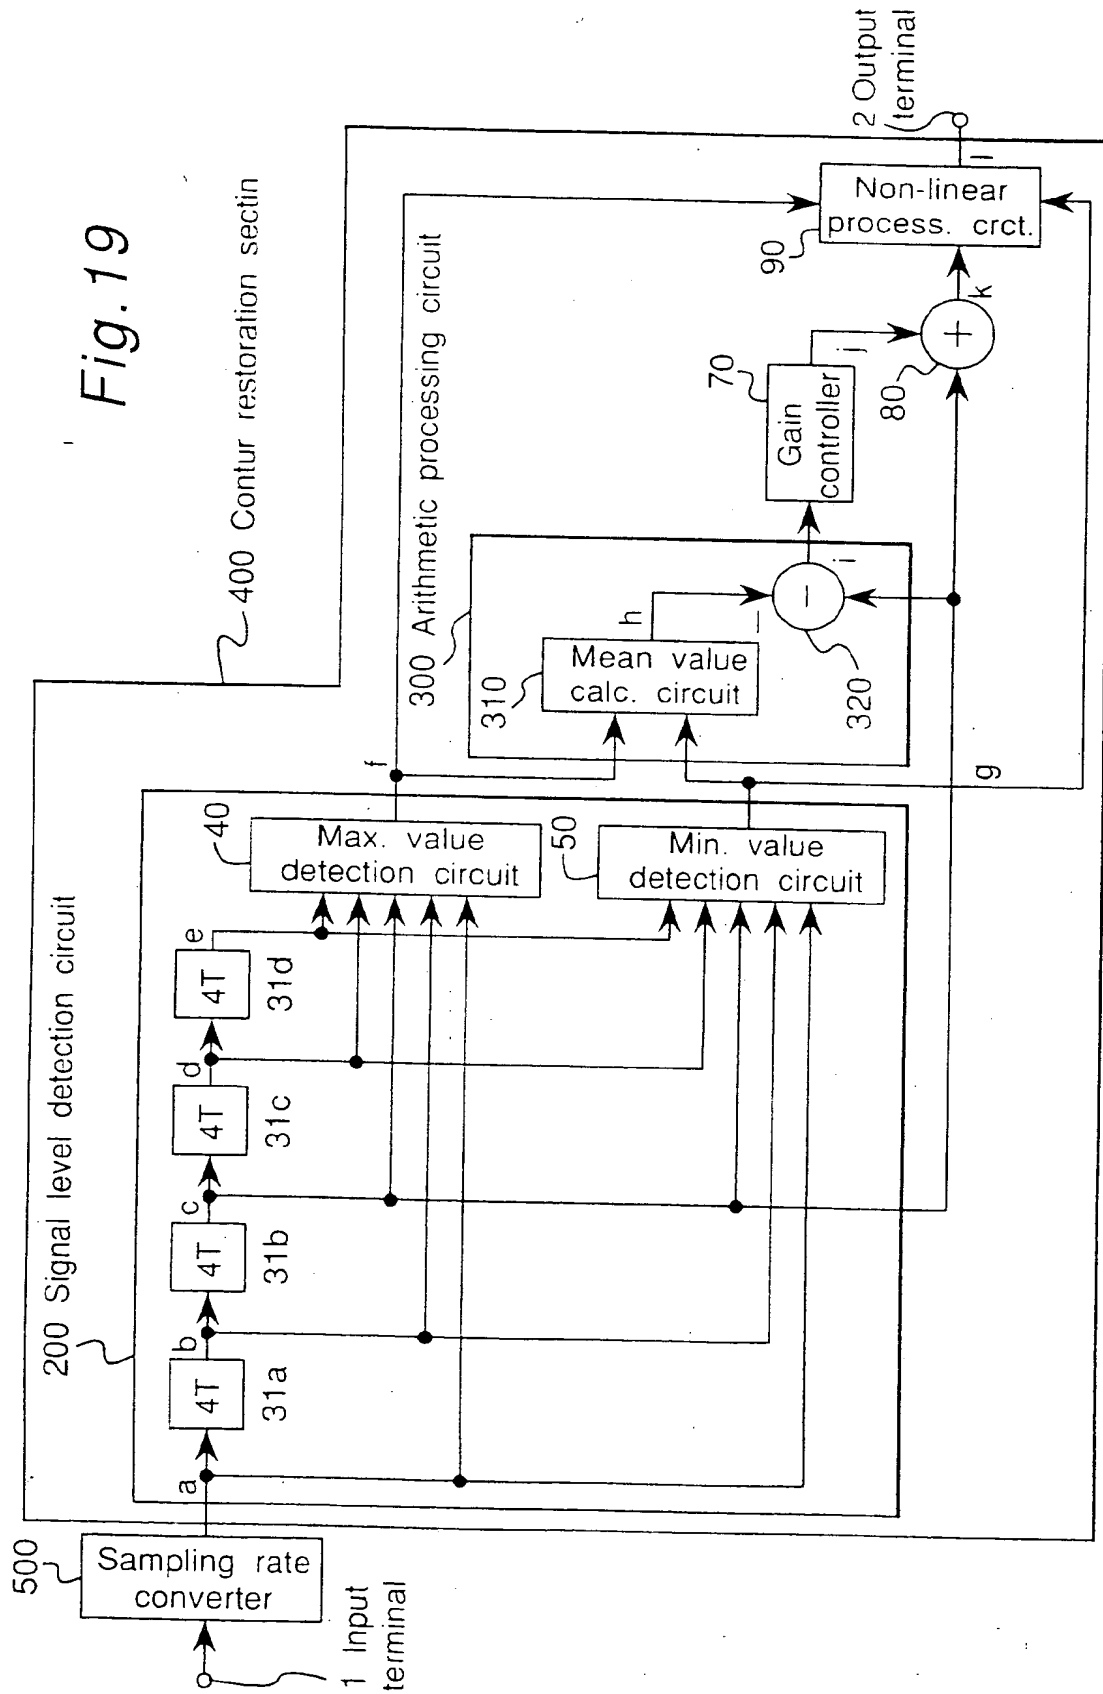 Fig.19
400 Contur restoration sectin
200 Signal level detection circuit
300 Arithmetic processing circuit
500
Sampling rate
converter
1 Input
terminal
a
4T
31a
b
4T
31b
c
4T
31c
d
4T
31d
e
40
Max. value
detection circuit
50
Min. value
detection circuit
f
g
310
Mean value
calc. circuit
h
−
−
320
i
70
Gain
controller
j
+
80
k
90
Non-linear
process. crct.
l
2 Output
terminal